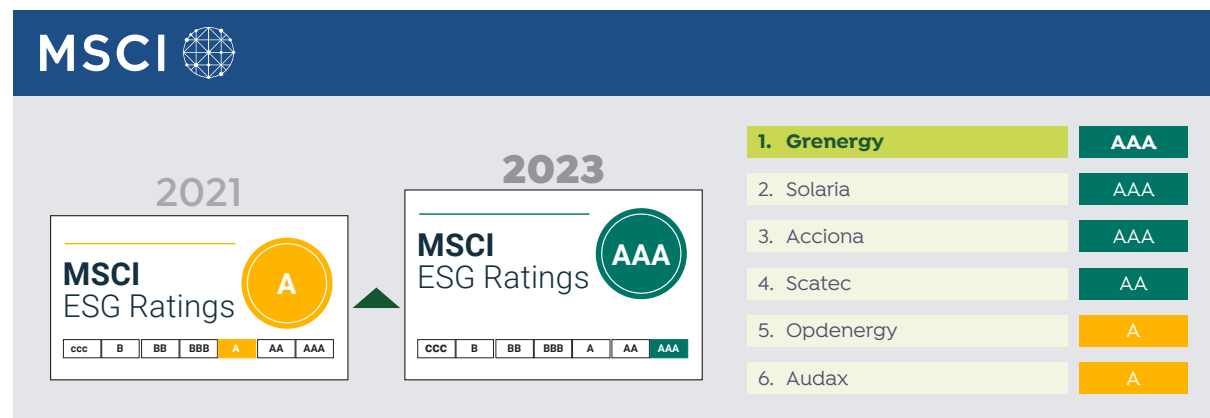 MSCI
2021
MSCI
ESG Ratings
A
ccc B BB BBB A AA AAA
2023
MSCI
ESG Ratings
AAA
CCC B BB BBB A AA AAA
1. Grenergy AAA
2. Solaria AAA
3. Acciona AAA
4. Scatec AA
5. Opdenergy A
6. Audax A